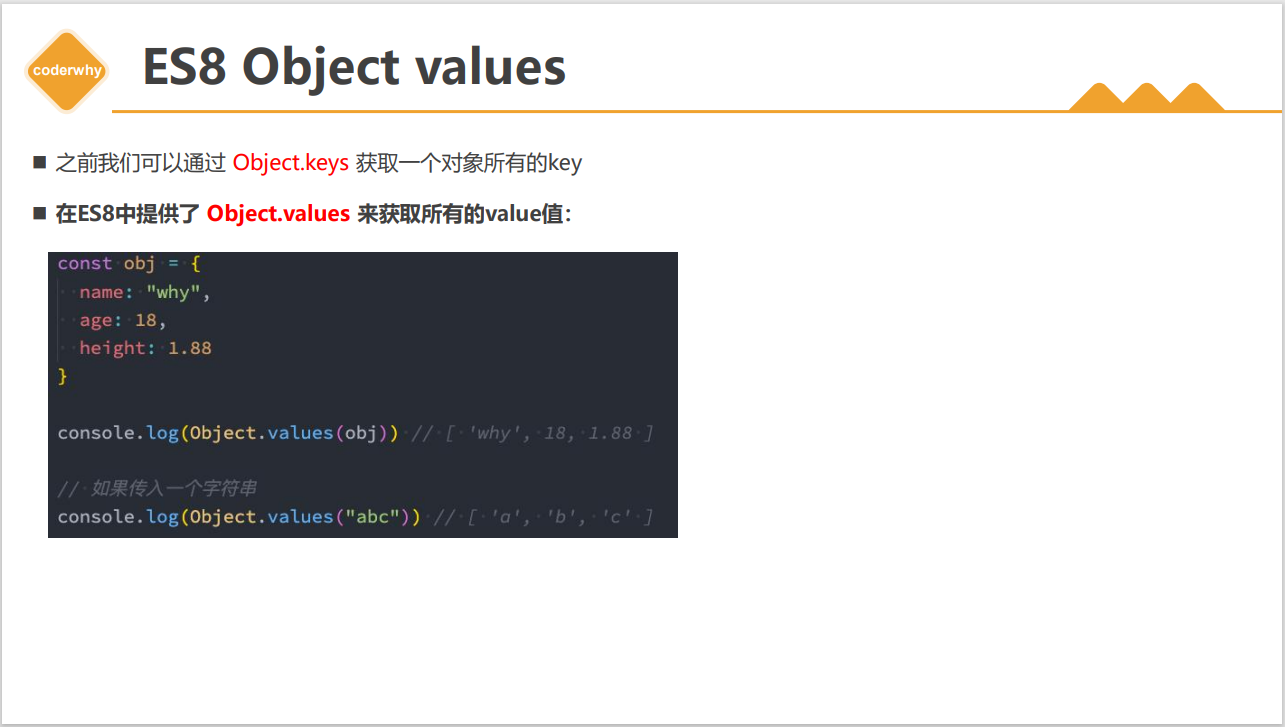 coderwhy
ES8 Object values
之前我们可以通过 Object.keys 获取一个对象所有的key
在ES8中提供了 Object.values 来获取所有的value值：
const obj = {
  name: "why",
  age: 18,
  height: 1.88
}
console.log(Object.values(obj)) // [ 'why', 18, 1.88 ]
// 如果传入一个字符串
console.log(Object.values("abc")) // [ 'a', 'b', 'c' ]